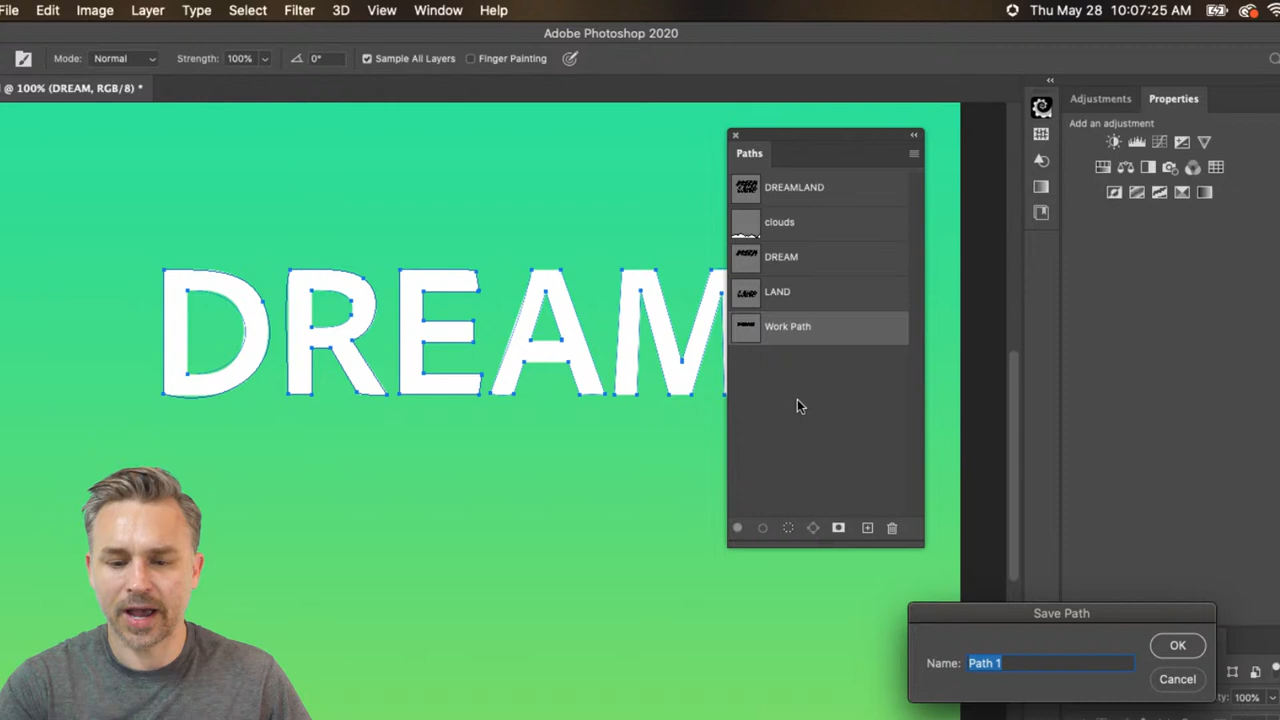 File Edit Image Layer Type Select Filter 3D View Window Help Thu May 28 10:07:25 AM
Adobe Photoshop 2020
Mode: Normal Strength: 100% 0° Sample All Layers Finger Painting
@ 100% (DREAM, RGB/8) *
Adjustments Properties
Add an adjustment
Paths
DREAMLAND
clouds
DREAM
LAND
Work Path
DREAM
Save Path
Name: Path 1
OK
Cancel
100%